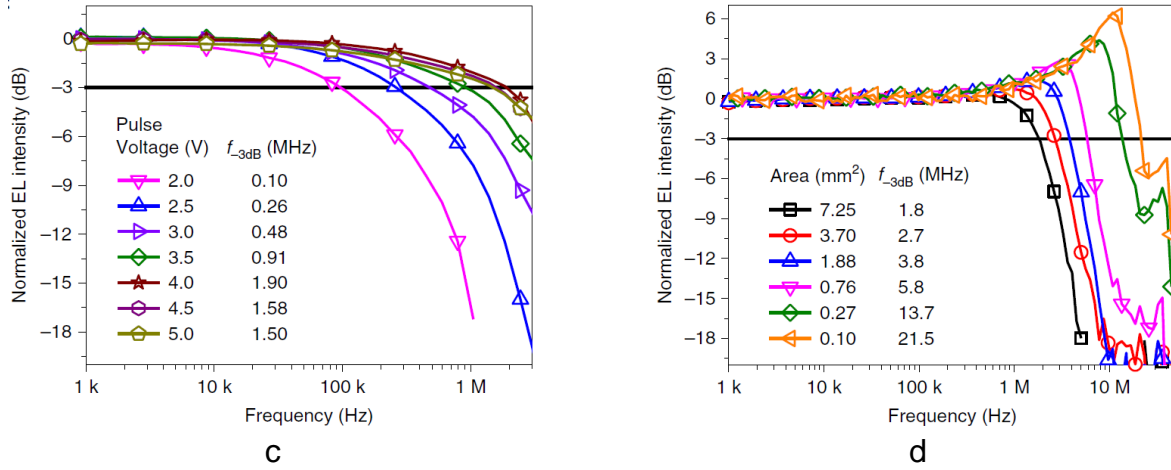 0
−3
−6
−9
−12
−15
−18
Normalized EL intensity (dB)
Pulse
Voltage (V) f−3dB (MHz)
2.0 0.10
2.5 0.26
3.0 0.48
3.5 0.91
4.0 1.90
4.5 1.58
5.0 1.50
1 k 10 k 100 k 1 M
Frequency (Hz)
c
6
3
0
−3
−6
−9
−12
−15
−18
Normalized EL intensity (dB)
Area (mm²) f−3dB (MHz)
7.25 1.8
3.70 2.7
1.88 3.8
0.76 5.8
0.27 13.7
0.10 21.5
1 k 10 k 100 k 1 M 10 M
Frequency (Hz)
d